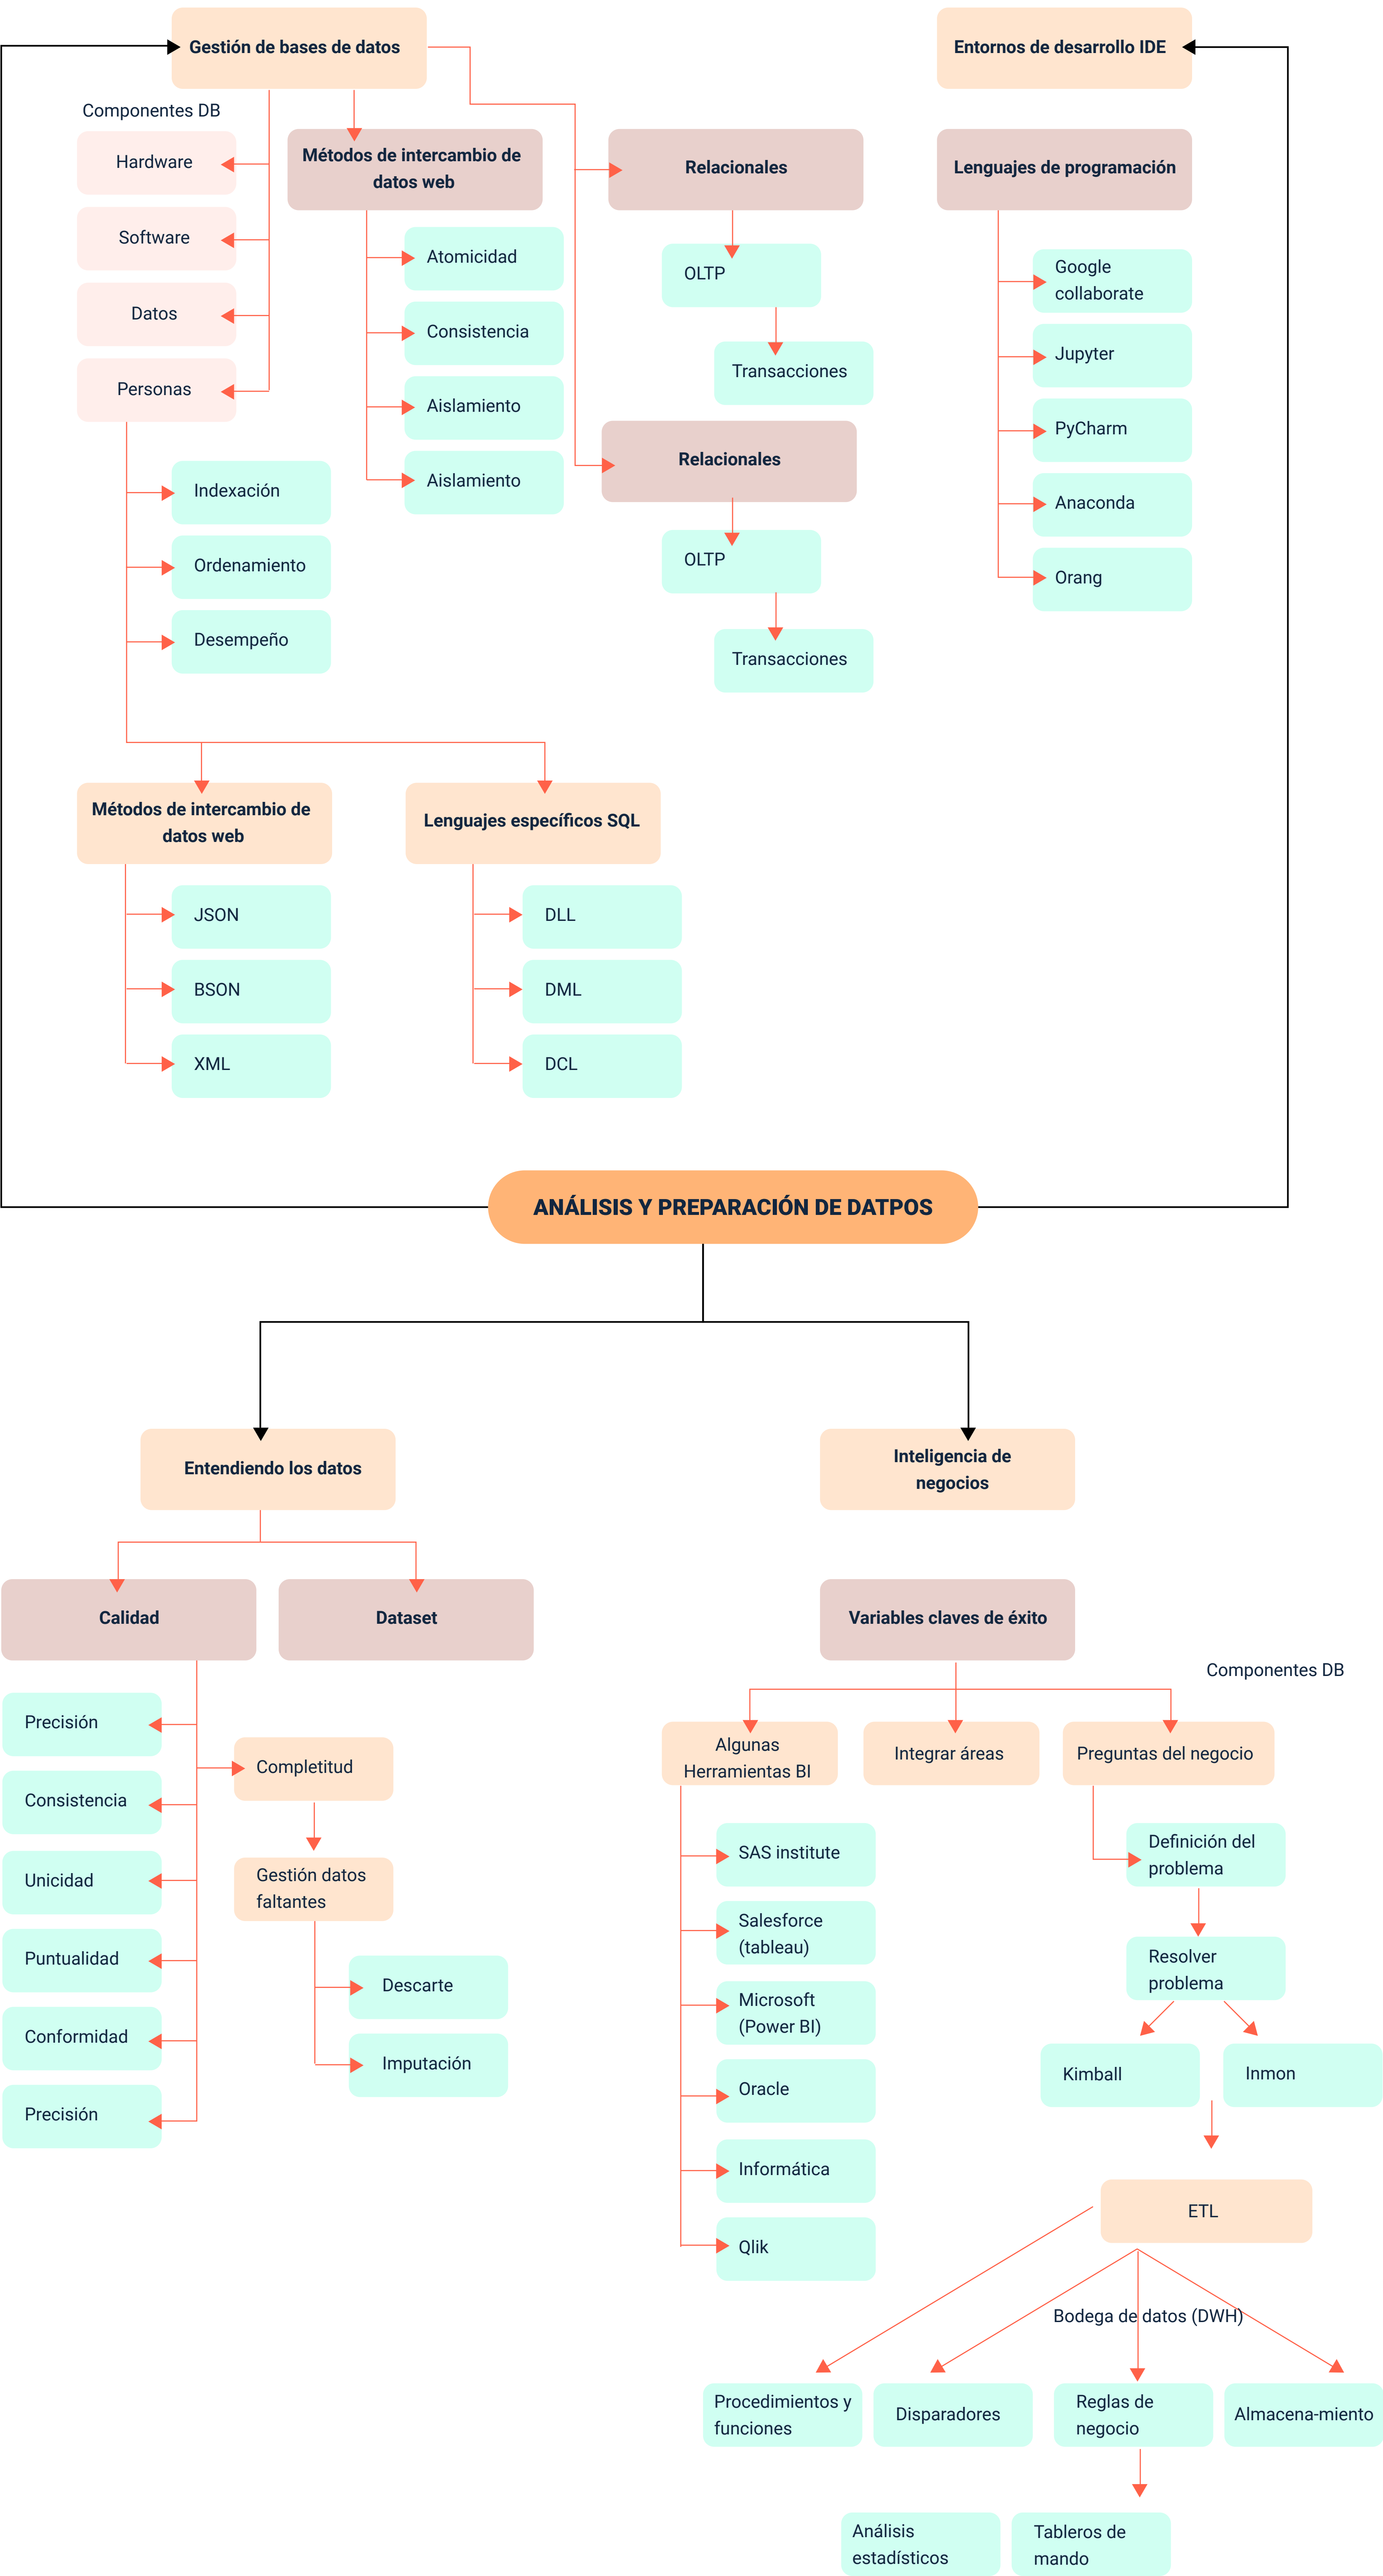 Gestión de bases de datos
Entornos de desarrollo IDE
Componentes DB
Hardware
Software
Datos
Personas
Métodos de intercambio de
datos web
Atomicidad
Consistencia
Aislamiento
Aislamiento
Relacionales
OLTP
Transacciones
Relacionales
OLTP
Transacciones
Lenguajes de programación
Google
collaborate
Jupyter
PyCharm
Anaconda
Orang
Indexación
Ordenamiento
Desempeño
Métodos de intercambio de
datos web
JSON
BSON
XML
Lenguajes específicos SQL
DLL
DML
DCL
ANÁLISIS Y PREPARACIÓN DE DATPOS
Entendiendo los datos
Inteligencia de
negocios
Calidad
Dataset
Precisión
Consistencia
Unicidad
Puntualidad
Conformidad
Precisión
Completitud
Gestión datos
faltantes
Descarte
Imputación
Variables claves de éxito
Componentes DB
Algunas
Herramientas BI
Integrar áreas
Preguntas del negocio
SAS institute
Salesforce
(tableau)
Microsoft
(Power BI)
Oracle
Informática
Qlik
Definición del
problema
Resolver
problema
Kimball
Inmon
ETL
Bodega de datos (DWH)
Procedimientos y
funciones
Disparadores
Reglas de
negocio
Almacena-miento
Análisis
estadísticos
Tableros de
mando